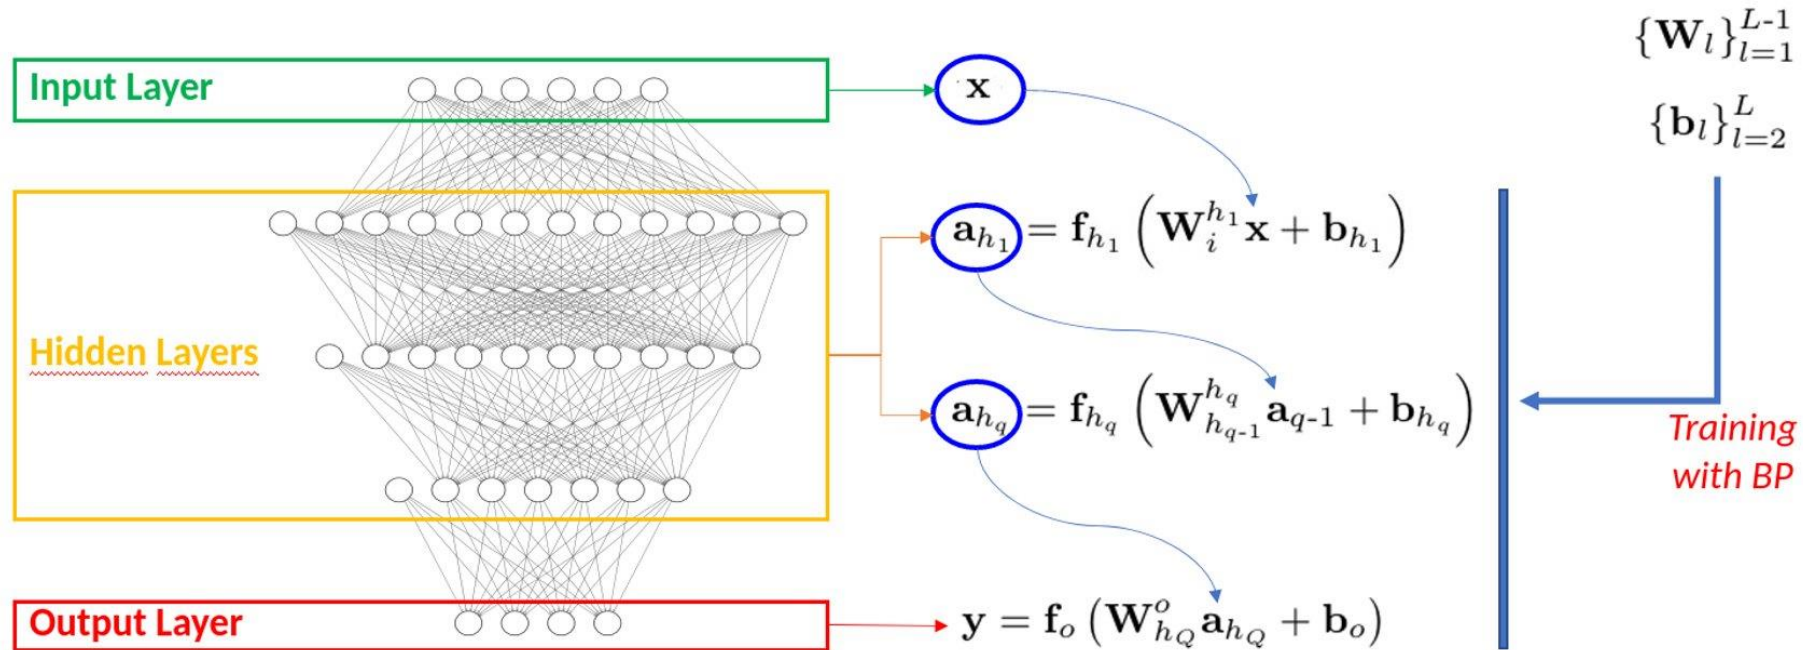 Input Layer
x
{W_l}_{l=1}^{L-1}
{b_l}_{l=2}^{L}
a_{h_1} = f_{h_1} (W_i^{h_1} x + b_{h_1})
Hidden Layers
a_{h_q} = f_{h_q} (W_{h_{q-1}}^{h_q} a_{q-1} + b_{h_q})
Training
with BP
Output Layer
y = f_o (W_{h_Q}^o a_{h_Q} + b_o)